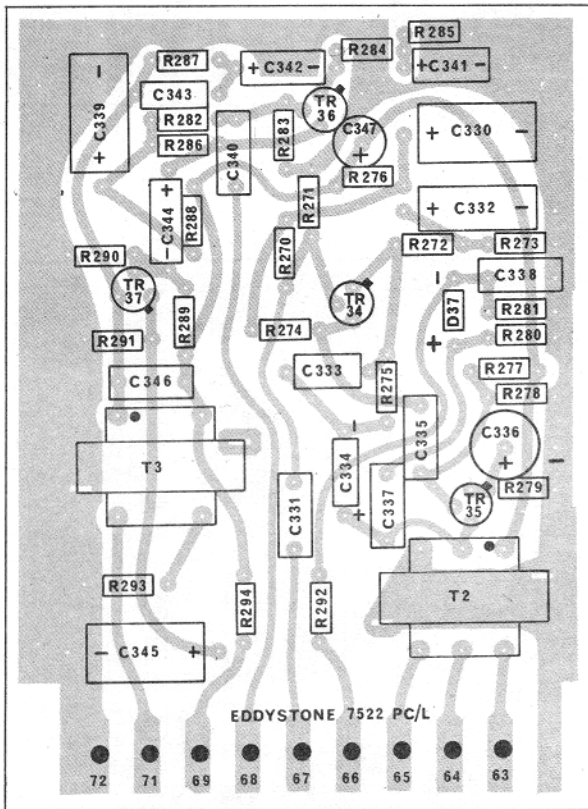 R285
R287
R284
+ C342 -
+ C341 -
C339
- +
C343
TR
36
R282
R283
C347
+
+ C330 -
R286
C340
R276
R271
C344
+ -
R288
+ C332 -
R270
R272
R273
R290
C338
TR
37
TR
34
D37
- +
R281
R289
R274
R280
R291
C333
R275
R277
C346
R278
C335
C336
+ -
T3
C334
- +
C337
R279
C331
TR
35
R293
R294
R292
T2
- C345 +
EDDYSTONE 7522 PC/L
72 71 69 68 67 66 65 64 63